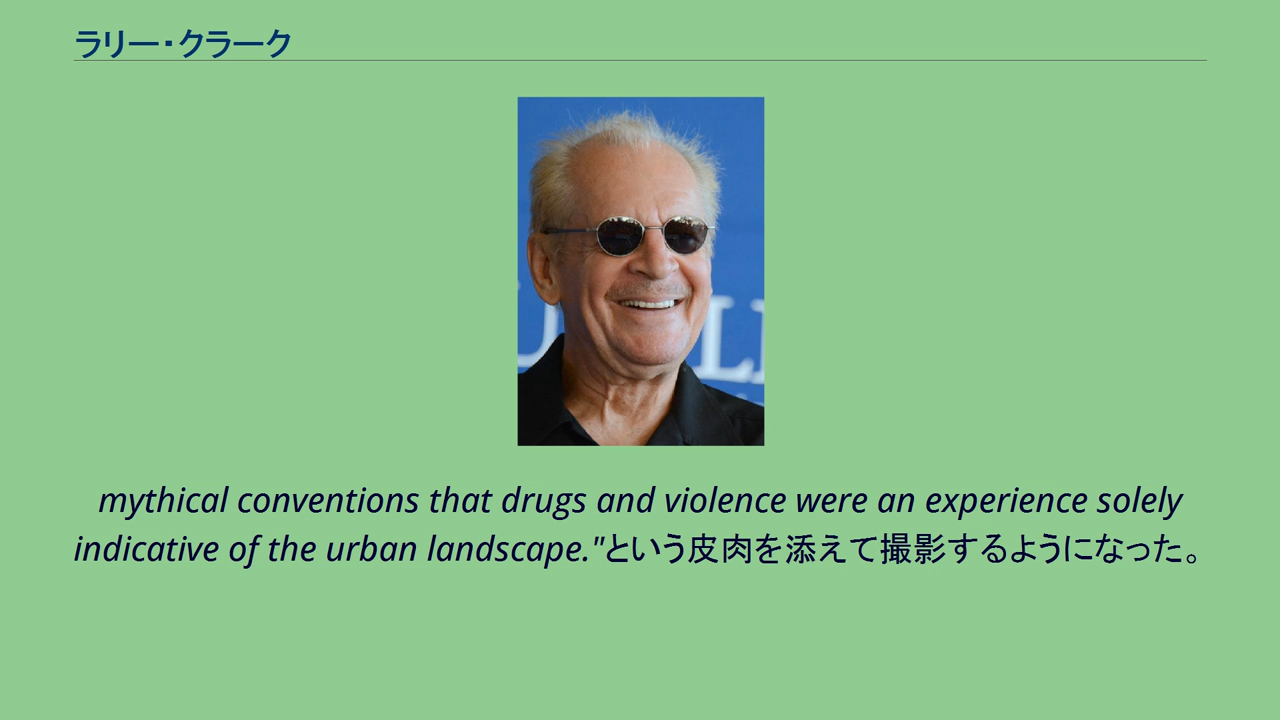 ラリー・クラーク
mythical conventions that drugs and violence were an experience solely
indicative of the urban landscape."という皮肉を添えて撮影するようになった。